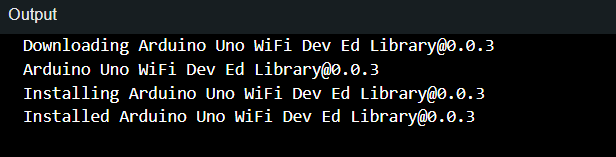 Output
Downloading Arduino Uno WiFi Dev Ed Library@0.0.3
Arduino Uno WiFi Dev Ed Library@0.0.3
Installing Arduino Uno WiFi Dev Ed Library@0.0.3
Installed Arduino Uno WiFi Dev Ed Library@0.0.3